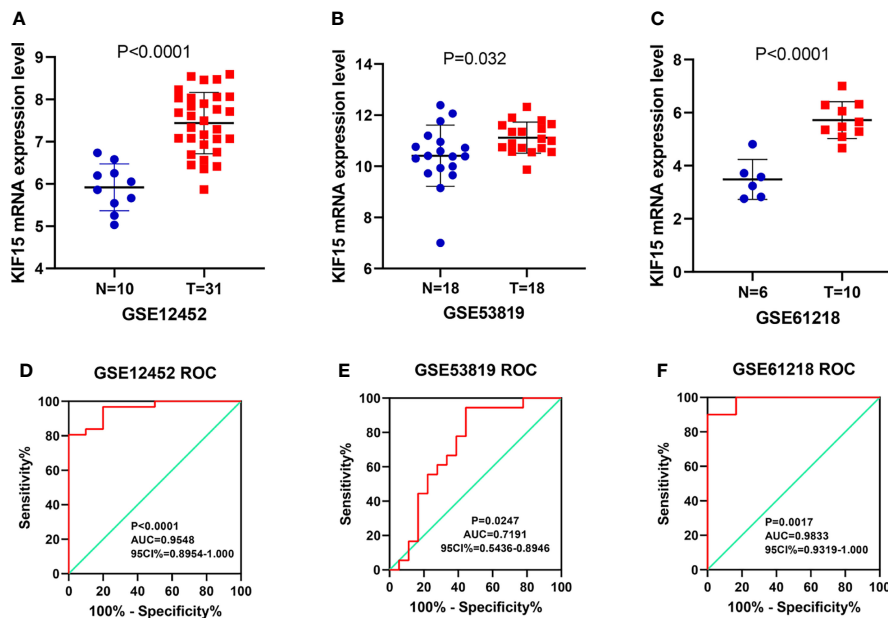 A
P<0.0001
KIF15 mRNA expression level
9
8
7
6
5
4
N=10 T=31
GSE12452
B
P=0.032
KIF15 mRNA expression level
14
12
10
8
6
N=18 T=18
GSE53819
C
P<0.0001
KIF15 mRNA expression level
8
6
4
2
0
N=6 T=10
GSE61218
D
GSE12452 ROC
Sensitivity%
100
80
60
40
20
0
P<0.0001
AUC=0.9548
95CI%=0.8954-1.000
0 20 40 60 80 100
100% - Specificity%
E
GSE53819 ROC
Sensitivity%
100
80
60
40
20
0
P=0.0247
AUC=0.7191
95CI%=0.5436-0.8946
0 20 40 60 80 100
100% - Specificity%
F
GSE61218 ROC
Sensitivity%
100
80
60
40
20
0
P=0.0017
AUC=0.9833
95CI%=0.9319-1.000
0 20 40 60 80 100
100% - Specificity%